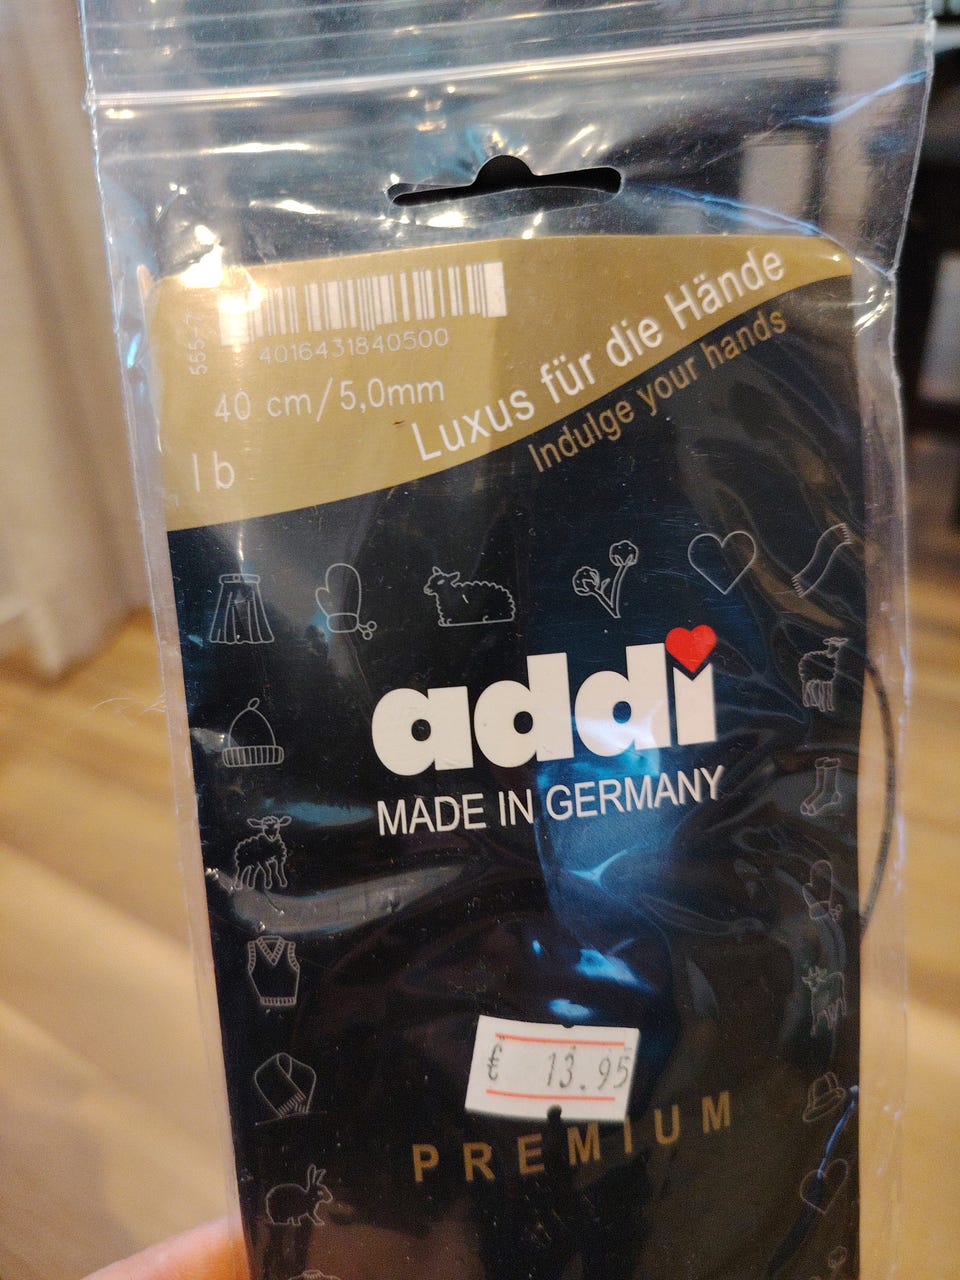 555-7
4016431840500
40 cm/5,0mm
lb
Luxus für die Hände
Indulge your hands
addi
MADE IN GERMANY
€ 13.95
PREMIUM